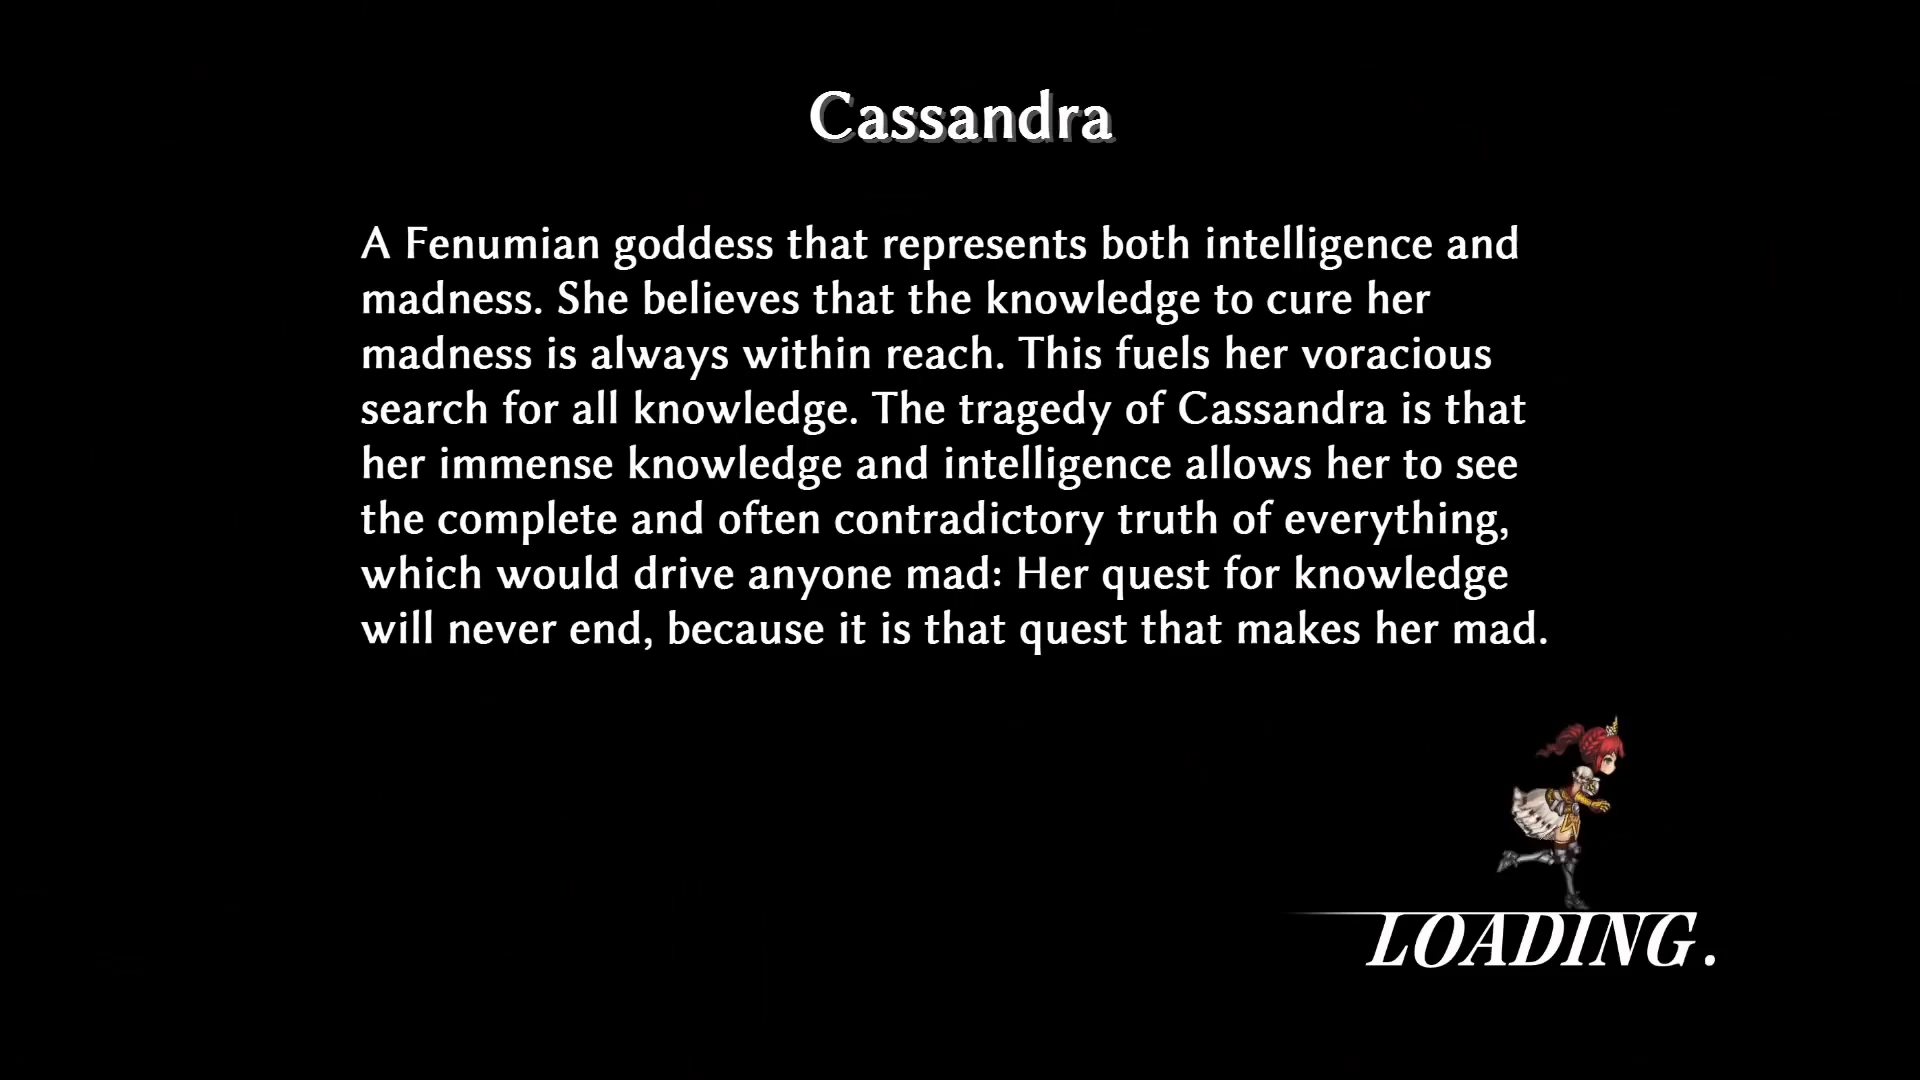 Cassandra
A Fenumian goddess that represents both intelligence and
madness. She believes that the knowledge to cure her
madness is always within reach. This fuels her voracious
search for all knowledge. The tragedy of Cassandra is that
her immense knowledge and intelligence allows her to see
the complete and often contradictory truth of everything,
which would drive anyone mad: Her quest for knowledge
will never end, because it is that quest that makes her mad.
LOADING.